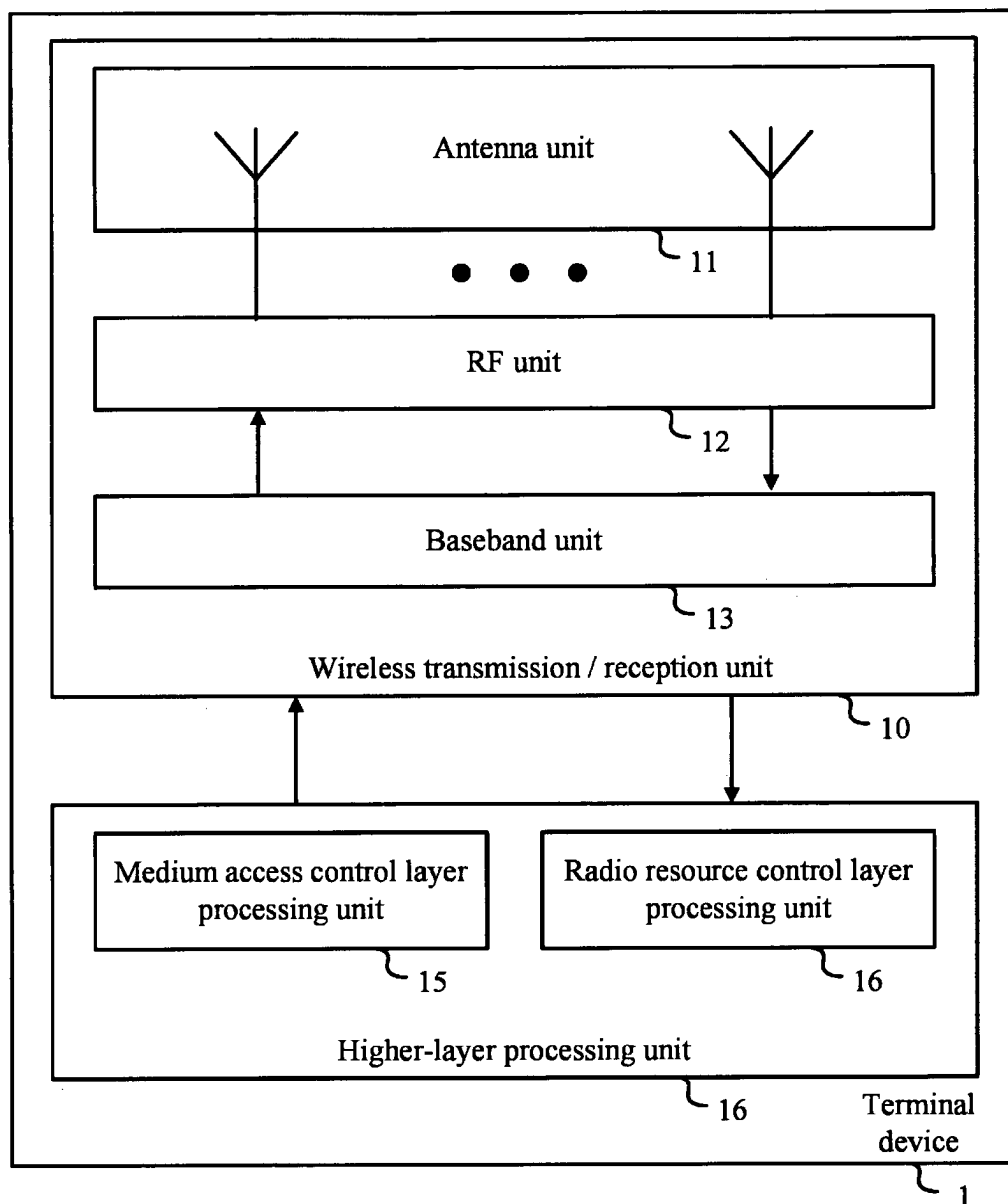 Antenna unit
11
RF unit
12
Baseband unit
13
Wireless transmission / reception unit
10
Medium access control layer
processing unit
15
Radio resource control layer
processing unit
16
Higher-layer processing unit
16
Terminal
device
1